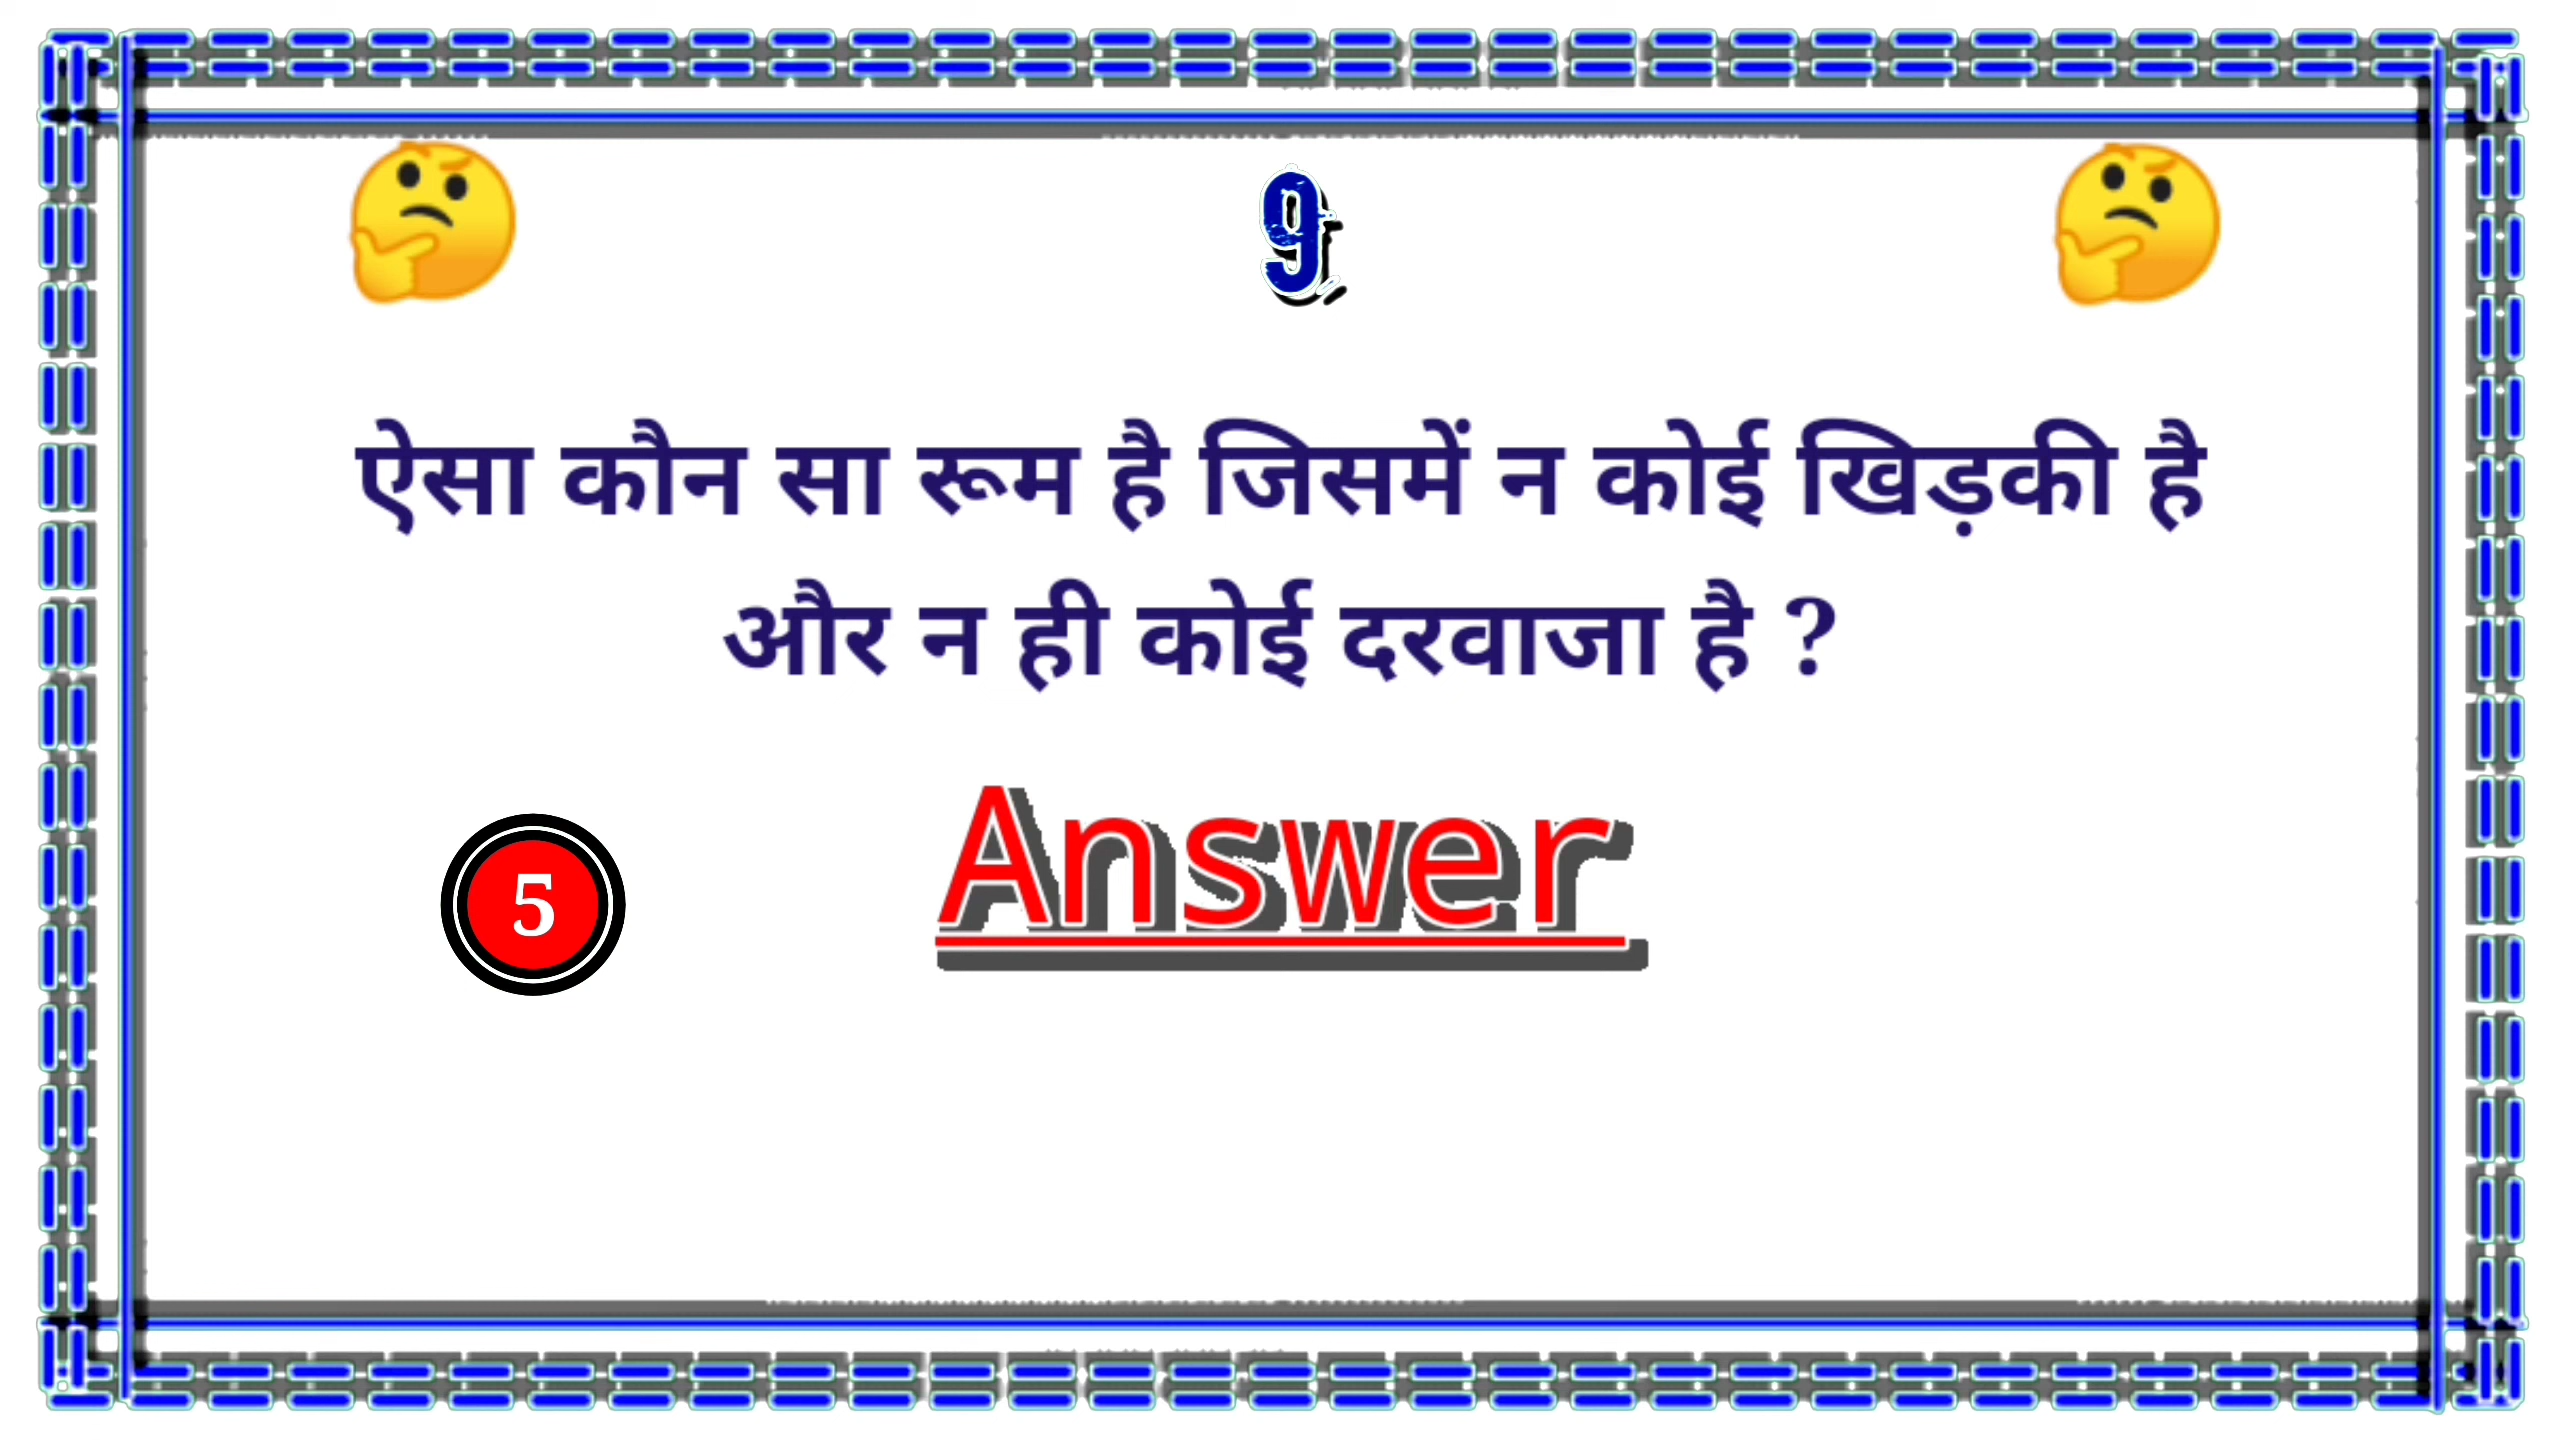 9
ऐसा कौन सा रूम है जिसमें न कोई खिड़की है
और न ही कोई दरवाजा है ?
5
Answer